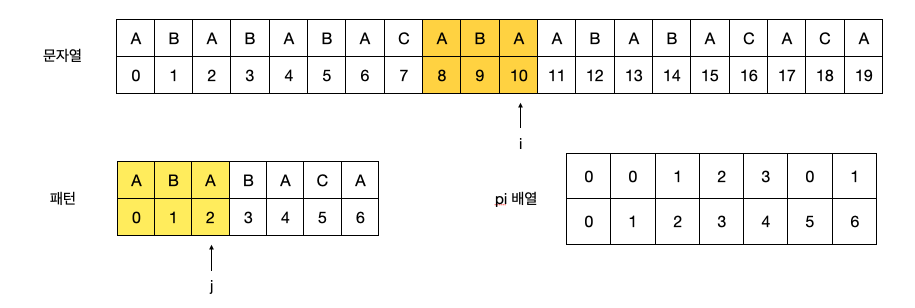 문자열
A B A B A B A C A B A A B A B A C A C A
0 1 2 3 4 5 6 7 8 9 10 11 12 13 14 15 16 17 18 19
i
패턴
A B A B A C A
0 1 2 3 4 5 6
j
pi 배열
0 0 1 2 3 0 1
0 1 2 3 4 5 6